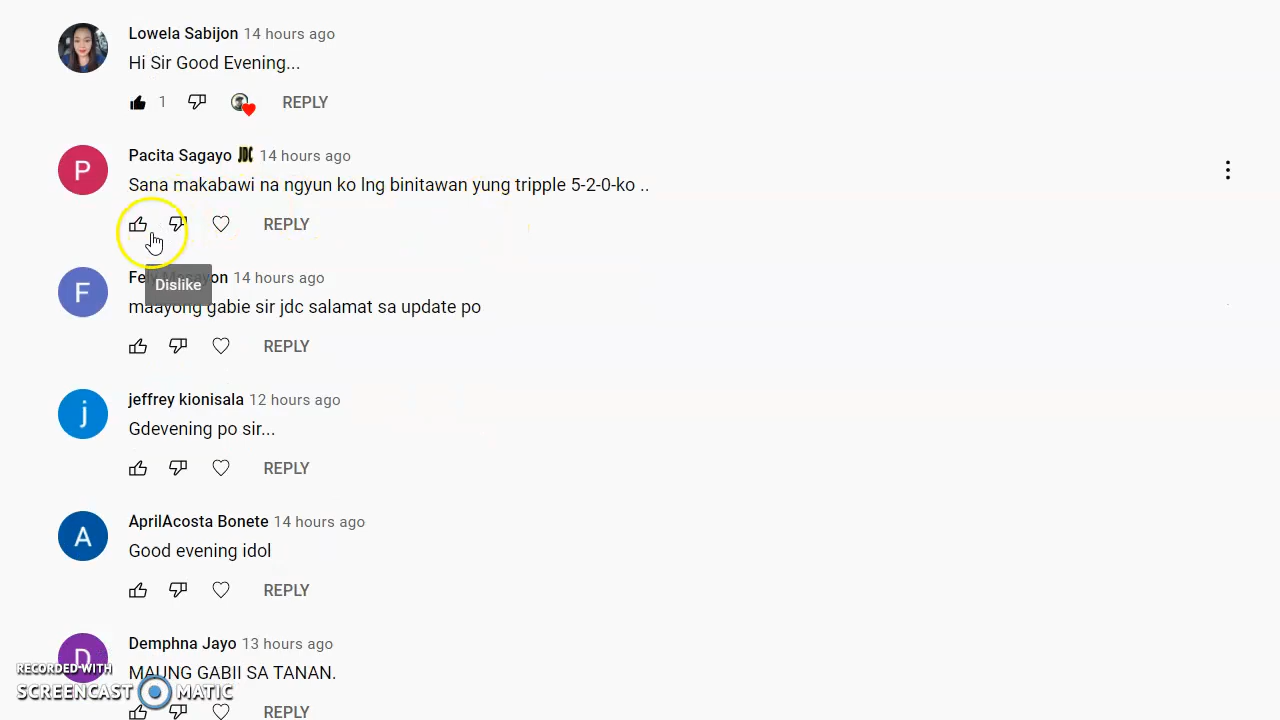 Lowela Sabijon 14 hours ago
Hi Sir Good Evening...
1 REPLY
P Pacita Sagayo JDC 14 hours ago
Sana makabawi na ngyun ko lng binitawan yung tripple 5-2-0-ko ..
REPLY
Dislike
F Fely Masayon 14 hours ago
maayong gabie sir jdc salamat sa update po
REPLY
j jeffrey kionisala 12 hours ago
Gdevening po sir...
REPLY
A AprilAcosta Bonete 14 hours ago
Good evening idol
REPLY
D Demphna Jayo 13 hours ago
MAUNG GABII SA TANAN.
REPLY
RECORDED WITH
SCREENCAST MATIC